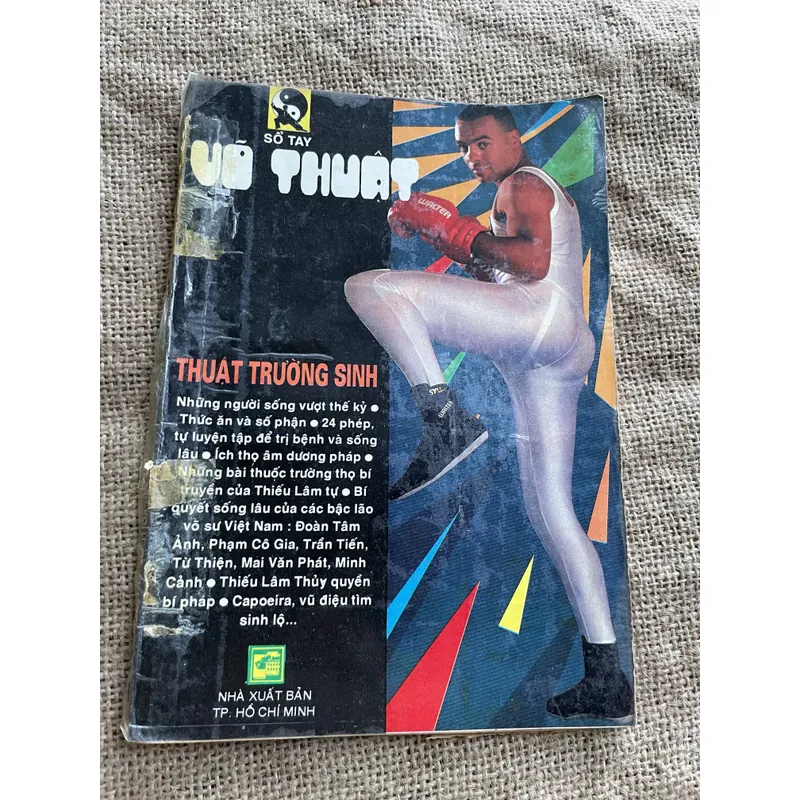 SỔ TAY
VÕ THUẬT
WALTER
THUẬT TRƯỜNG SINH
Những người sống vượt thế kỷ ●
Thức ăn và số phận ● 24 phép,
tự luyện tập để trị bệnh và sống
lâu ● Ích thọ âm dương pháp ●
Những bài thuốc trường thọ bí
truyền của Thiếu Lâm tự ● Bí
quyết sống lâu của các bậc lão
võ sư Việt Nam : Đoàn Tâm
Ảnh, Phạm Cô Gia, Trần Tiến,
Từ Thiện, Mai Văn Phát, Minh
Cảnh ● Thiếu Lâm Thủy quyền
bí pháp ● Capoeira, vũ điệu tìm
sinh lộ...
NHÀ XUẤT BẢN
TP. HỒ CHÍ MINH